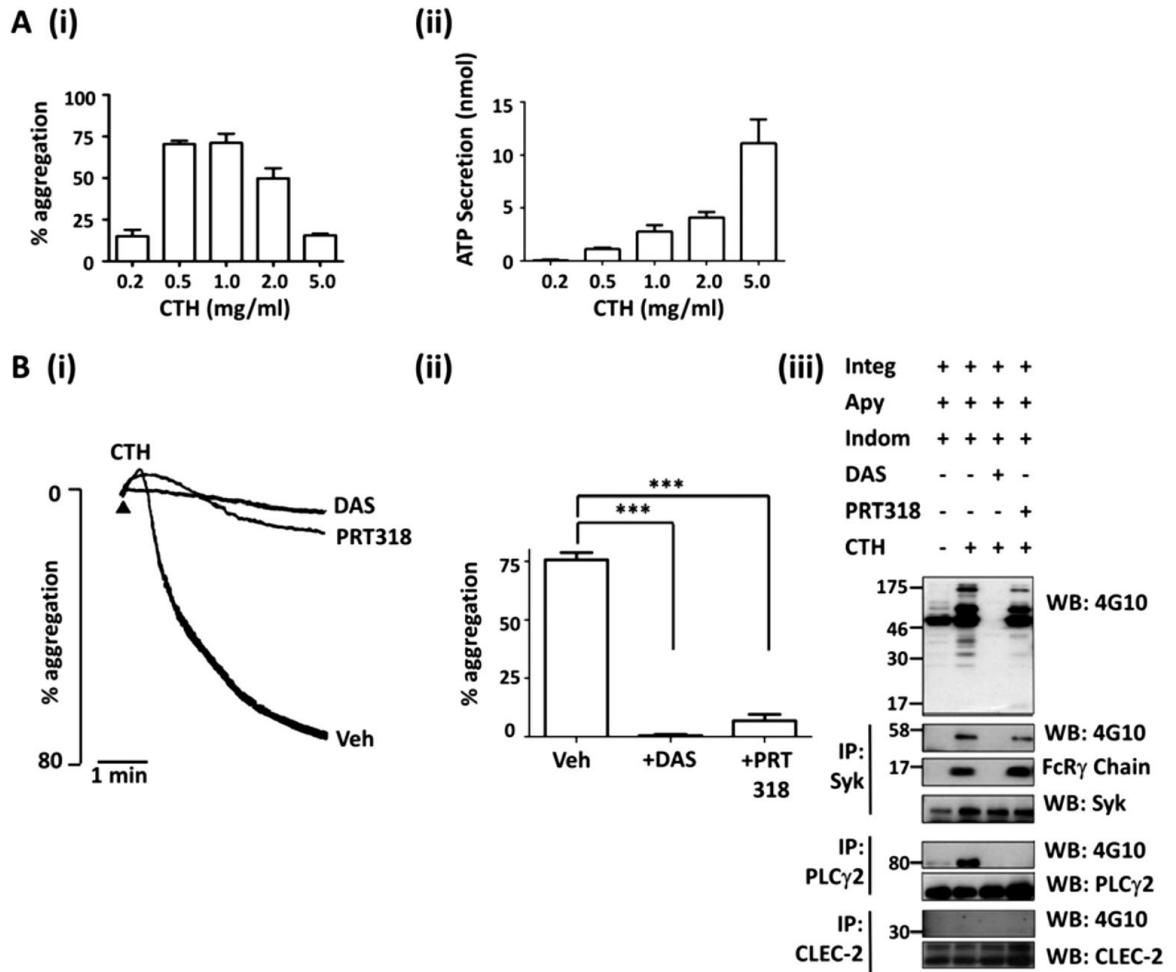 A (i)
(ii)
% aggregation
100
75
50
25
0
0.2 0.5 1.0 2.0 5.0
CTH (mg/ml)
ATP Secretion (nmol)
15
10
5
0
0.2 0.5 1.0 2.0 5.0
CTH (mg/ml)
B (i)
(ii)
(iii)
% aggregation
0
80
CTH
DAS
PRT318
Veh
1 min
% aggregation
75
50
25
0
***
***
Veh +DAS +PRT
318
Integ + + + +
Apy + + + +
Indom + + + +
DAS - - + -
PRT318 - - - +
CTH - + + +
175
46
30
17
WB: 4G10
IP:
Syk
58
WB: 4G10
17
FcRγ Chain
WB: Syk
IP:
PLCγ2
80
WB: 4G10
WB: PLCγ2
IP:
CLEC-2
30
WB: 4G10
WB: CLEC-2